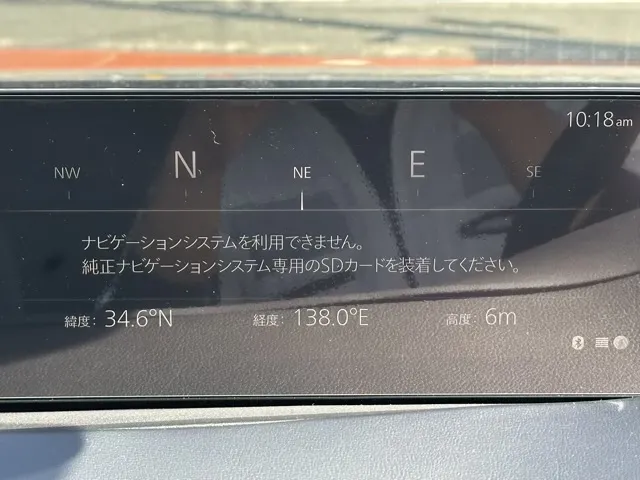 10:18am
NW N NE E SE
ナビゲーションシステムを利用できません。
純正ナビゲーションシステム専用のSDカードを装着してください。
緯度: 34.6°N 経度: 138.0°E 高度: 6m